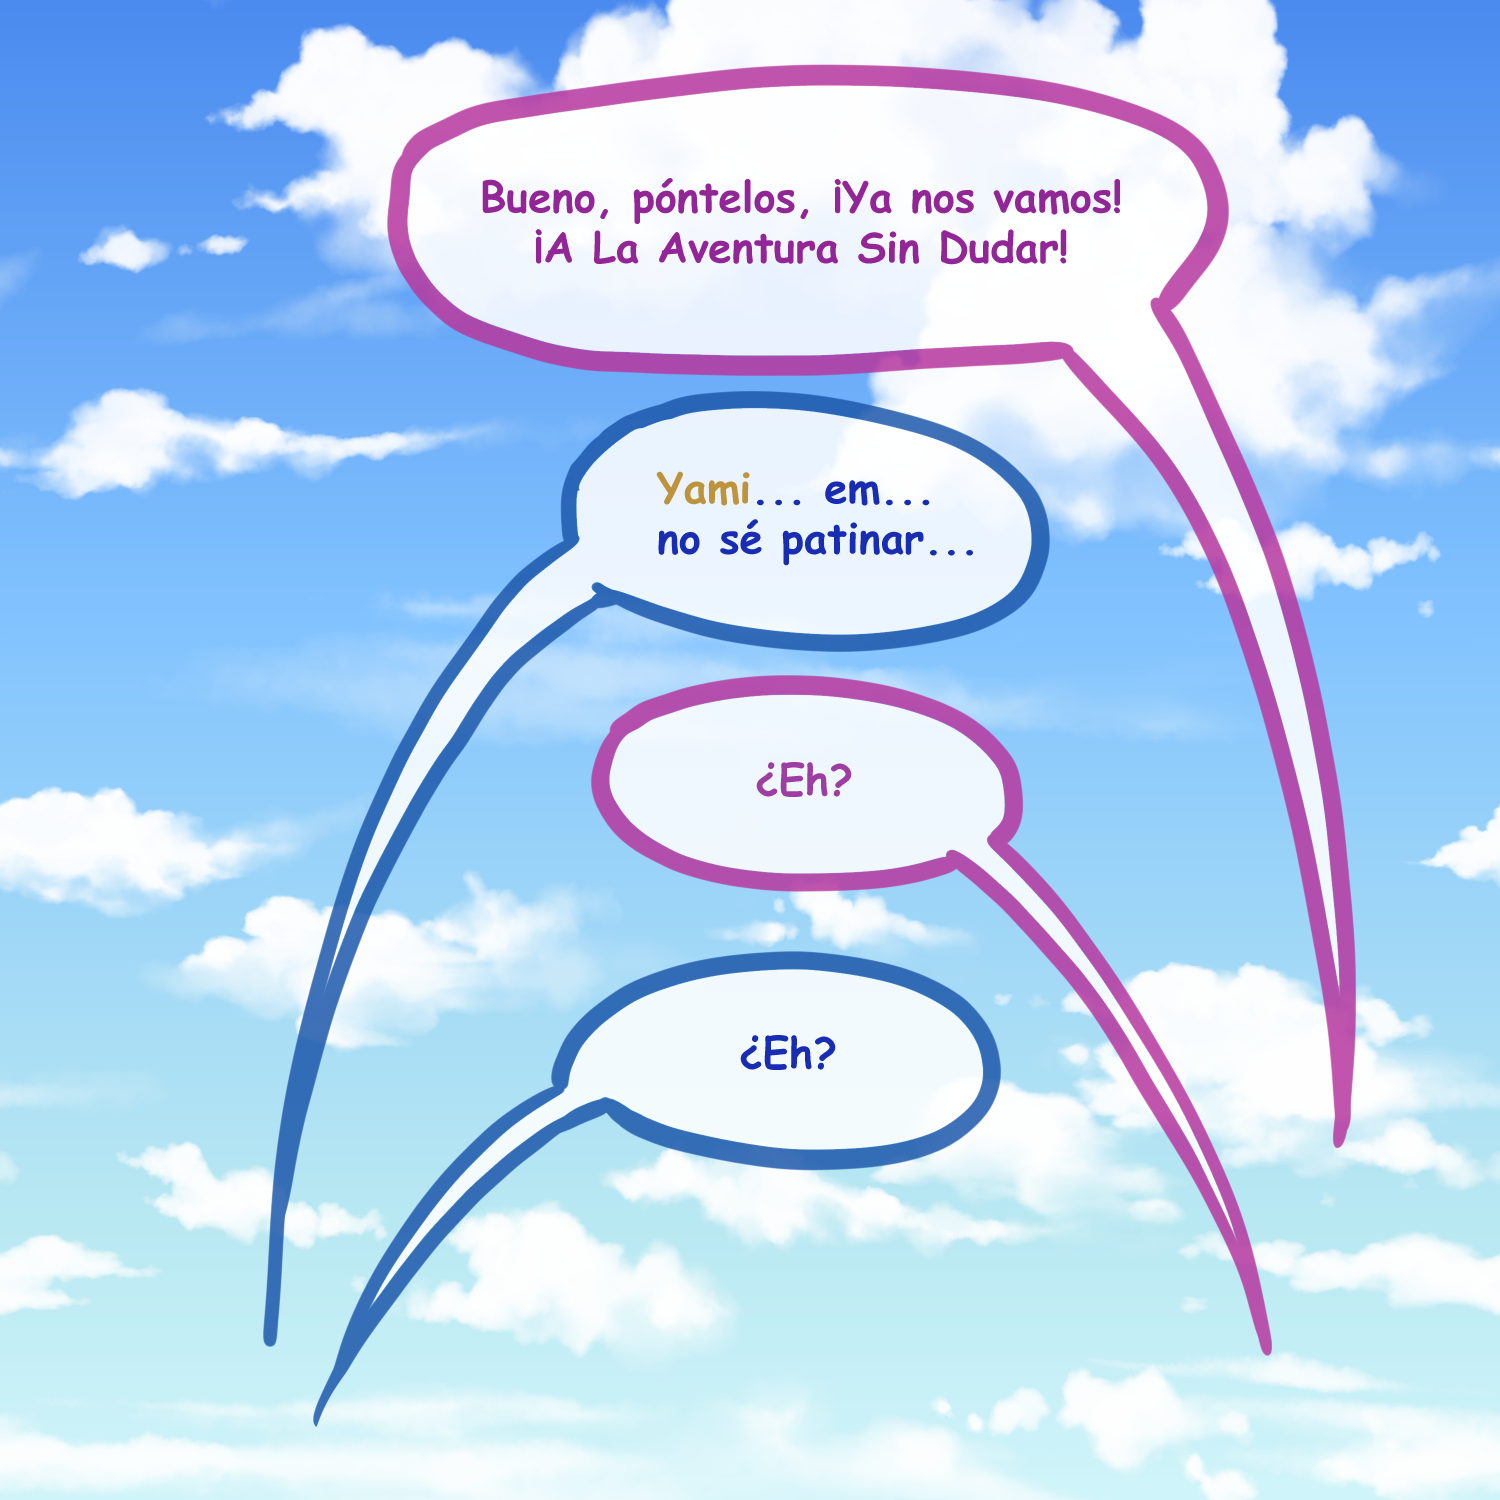 Bueno, póntelos, ¡Ya nos vamos!
¡A La Aventura Sin Dudar!
Yami... em...
no sé patinar...
¿Eh?
¿Eh?